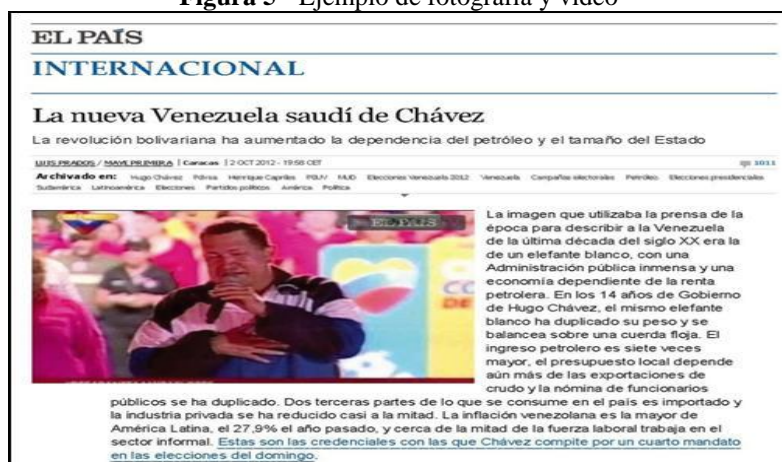 Figura 3 - Ejemplo de fotografía y vídeo
EL PAÍS
INTERNACIONAL
La nueva Venezuela saudí de Chávez
La revolución bolivariana ha aumentado la dependencia del petróleo y el tamaño del Estado
LUIS PRADOS / MAYE PRIMERA | Caracas | 2 OCT 2012 - 19:58 CET
1011
Archivado en: Hugo Chávez Pdvsa Henrique Capriles PSUV MUD Elecciones Venezuela 2012 Venezuela Campañas electorales Petróleo Elecciones presidenciales
Sudamérica Latinoamérica Elecciones Partidos políticos América Política
EL PAÍS
La imagen que utilizaba la prensa de la
época para describir a la Venezuela
de la última década del siglo XX era la
de un elefante blanco, con una
Administración pública inmensa y una
economía dependiente de la renta
petrolera. En los 14 años de Gobierno
de Hugo Chávez, el mismo elefante
blanco ha duplicado su peso y se
balancea sobre una cuerda floja. El
ingreso petrolero es siete veces
mayor, el presupuesto local depende
aún más de las exportaciones de
crudo y la nómina de funcionarios
públicos se ha duplicado. Dos terceras partes de lo que se consume en el país es importado y
la industria privada se ha reducido casi a la mitad. La inflación venezolana es la mayor de
América Latina, el 27,9% el año pasado, y cerca de la mitad de la fuerza laboral trabaja en el
sector informal. Estas son las credenciales con las que Chávez compite por un cuarto mandato
en las elecciones del domingo.